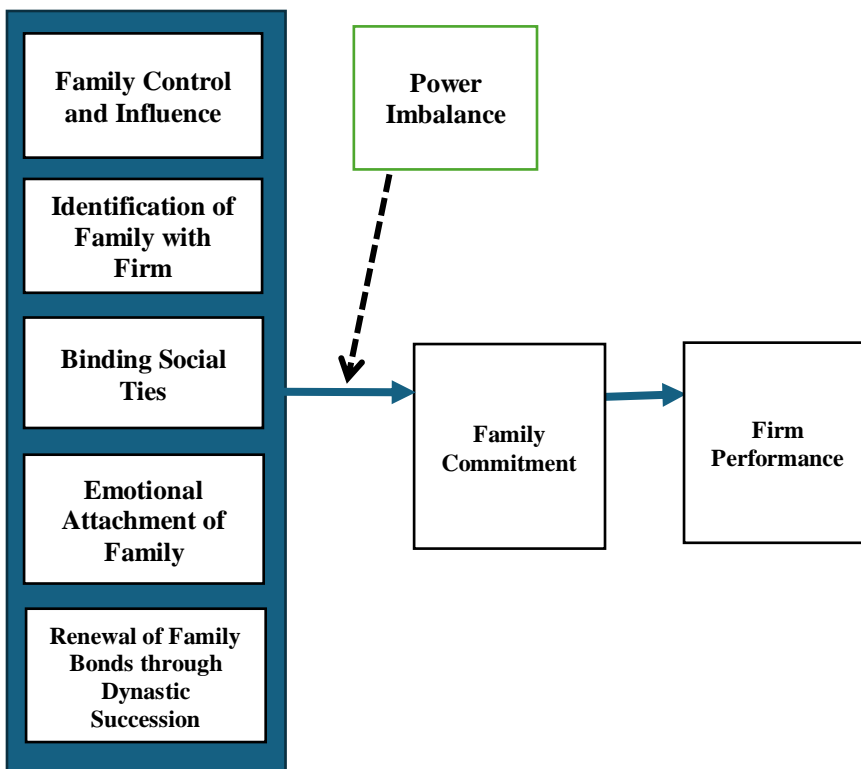 Family Control
and Influence
Identification of
Family with
Firm
Binding Social
Ties
Emotional
Attachment of
Family
Renewal of Family
Bonds through
Dynastic
Succession
Power
Imbalance
Family
Commitment
Firm
Performance